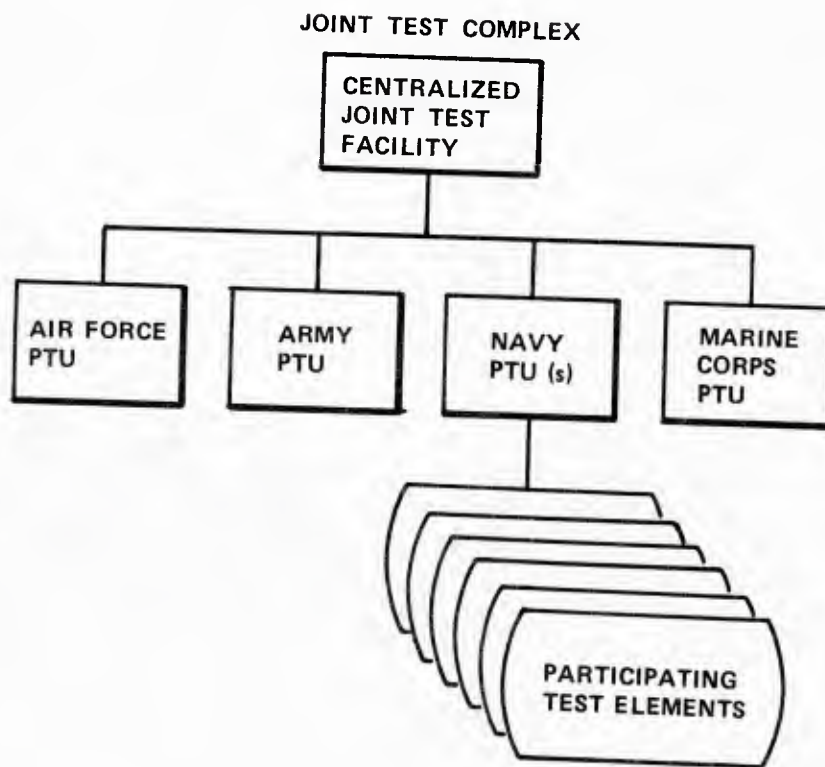 JOINT TEST COMPLEX
CENTRALIZED
JOINT TEST
FACILITY
AIR FORCE
PTU
ARMY
PTU
NAVY
PTU (s)
MARINE
CORPS
PTU
PARTICIPATING
TEST ELEMENTS